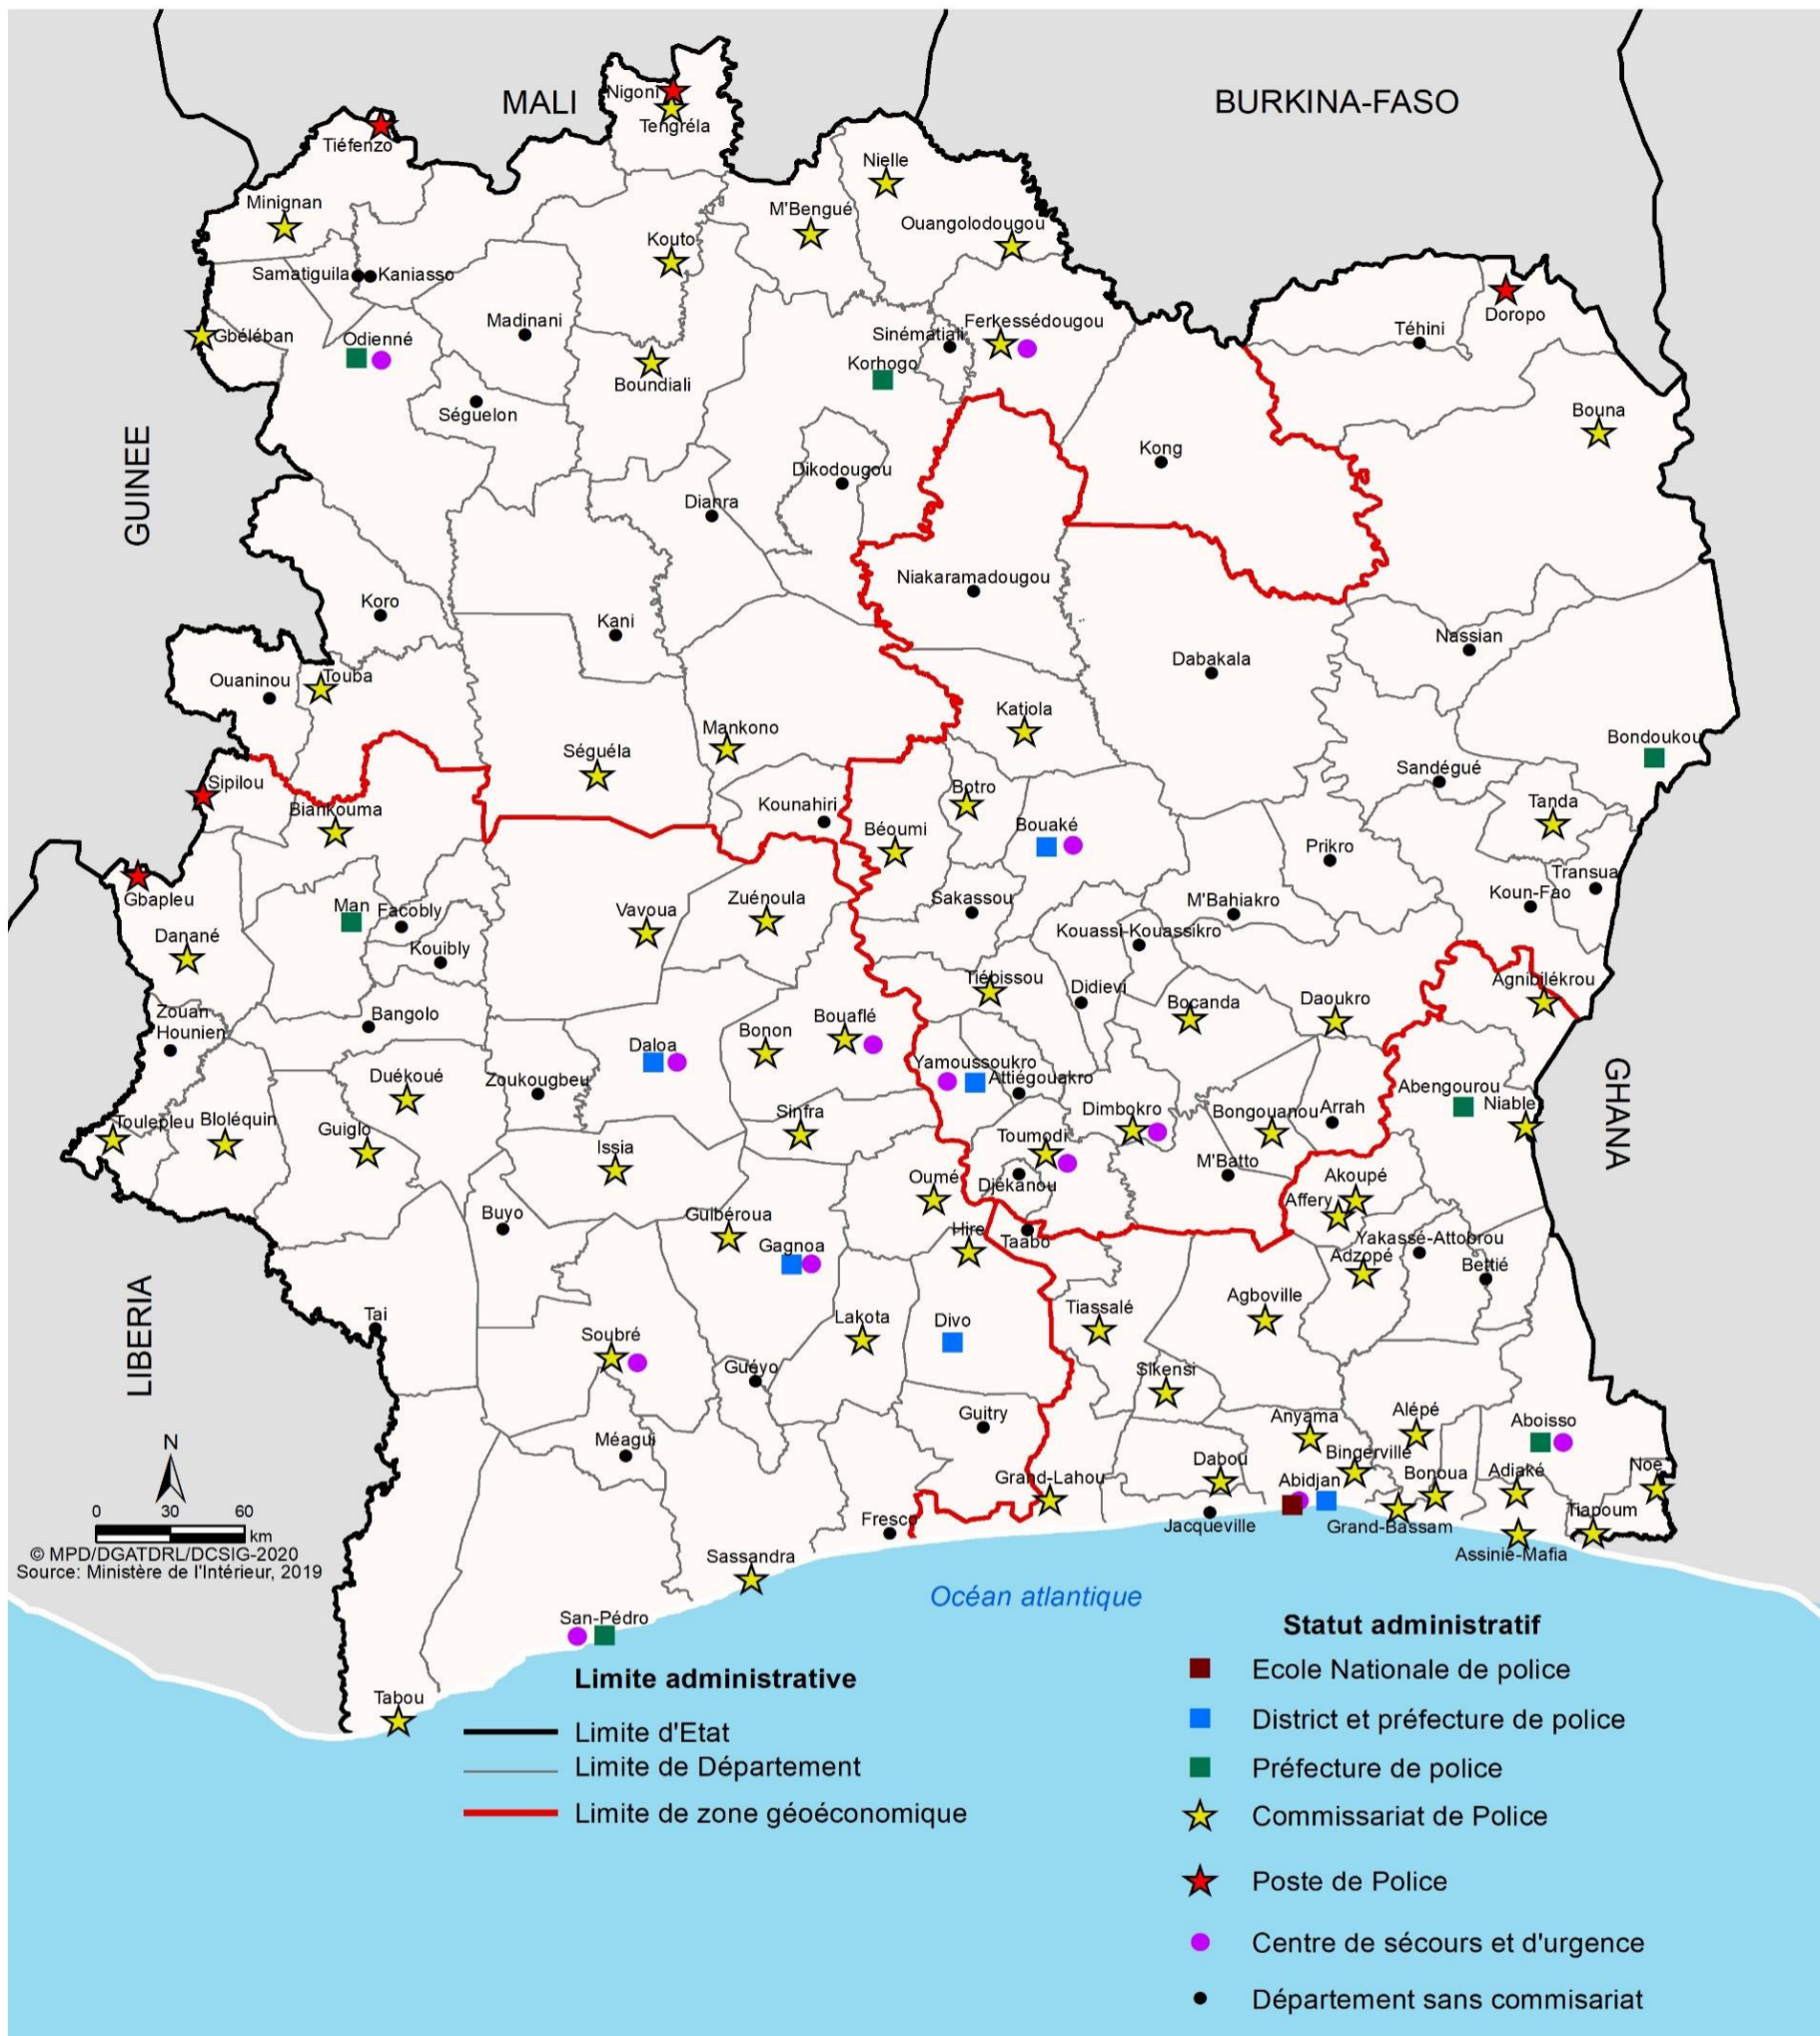 MALI
BURKINA-FASO
Nigoni
Tengréla
Tiéfenzo
Nielle
Minignan
M'Bengué
Ouangolodougou
Kouto
Samatiguila
Kaniasso
Doropo
Madinani
Ferkessédougou
Téhini
Gbéléban
Odienné
Sinématiali
Korhogo
Boundiali
Séguelon
Bouna
GUINEE
Kong
Dikodougou
Dianra
Niakaramadougou
Koro
Kani
Nassian
Dabakala
Ouaninou
Touba
Katiola
Mankono
Bondoukou
Séguéla
Sandégué
Sipilou
Botro
Kounahiri
Tanda
Biankouma
Béoumi
Bouaké
Prikro
Transua
Gbapleu
Koun-Fao
Man
Facobly
Vavoua
Zuénoula
Sakassou
M'Bahiakro
Danané
Kouibly
Kouassi-Kouassikro
Tiébissou
Didievi
Agnibilékrou
Zouan
Hounien
Bangolo
Bocanda
Daoukro
Bonon
Bouaflé
Daloa
Yamoussoukro
Attiégouakro
GHANA
Duékoué
Zoukougbeu
Abengourou
Niable
Toulepleu
Bloléquin
Guiglo
Sinfra
Dimbokro
Bongouanou
Arrah
Issia
Toumodi
M'Batto
Oumé
Djékanou
Akoupé
Affery
Buyo
Guibéroua
Gagnoa
Hire
Taabo
Yakassé-Attobrou
Adzopé
Bettié
LIBERIA
Tai
Soubré
Lakota
Divo
Tiassalé
Agboville
Guéyo
Sikensi
Guitry
Méagui
Anyama
Alépé
Aboisso
Grand-Lahou
Dabou
Bingerville
Abidjan
Bonoua
Adiaké
Noe
Fresco
Jacqueville
Grand-Bassam
Tiapoum
Assinie-Mafia
Sassandra
San-Pédro
Tabou
N
0 30 60
km
© MPD/DGATDRL/DCSIG-2020
Source: Ministère de l'Intérieur, 2019
Océan atlantique
Limite administrative
Limite d'Etat
Limite de Département
Limite de zone géoéconomique
Statut administratif
Ecole Nationale de police
District et préfecture de police
Préfecture de police
Commissariat de Police
Poste de Police
Centre de sécours et d'urgence
Département sans commisariat